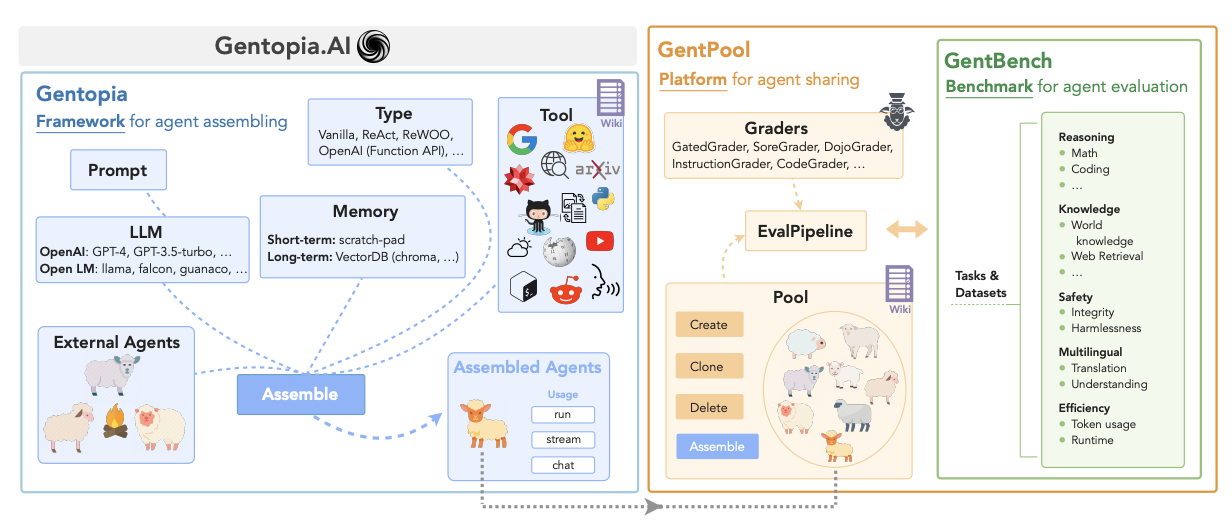 Gentopia.AI
Gentopia
Framework for agent assembling
Prompt
Type
Vanilla, ReAct, ReWOO,
OpenAI (Function API), ...
Tool
Wiki
arXiv
LLM
OpenAI: GPT-4, GPT-3.5-turbo, ...
Open LM: llama, falcon, guanaco, ...
Memory
Short-term: scratch-pad
Long-term: VectorDB (chroma, ...)
External Agents
Assemble
Assembled Agents
Usage
run
stream
chat
GentPool
Platform for agent sharing
Graders
GatedGrader, SoreGrader, DojoGrader,
InstructionGrader, CodeGrader, ...
EvalPipeline
Pool
Wiki
Create
Clone
Delete
Assemble
GentBench
Benchmark for agent evaluation
Tasks &
Datasets
Reasoning
Math
Coding
...
Knowledge
World
knowledge
Web Retrieval
...
Safety
Integrity
Harmlessness
Multilingual
Translation
Understanding
Efficiency
Token usage
Runtime